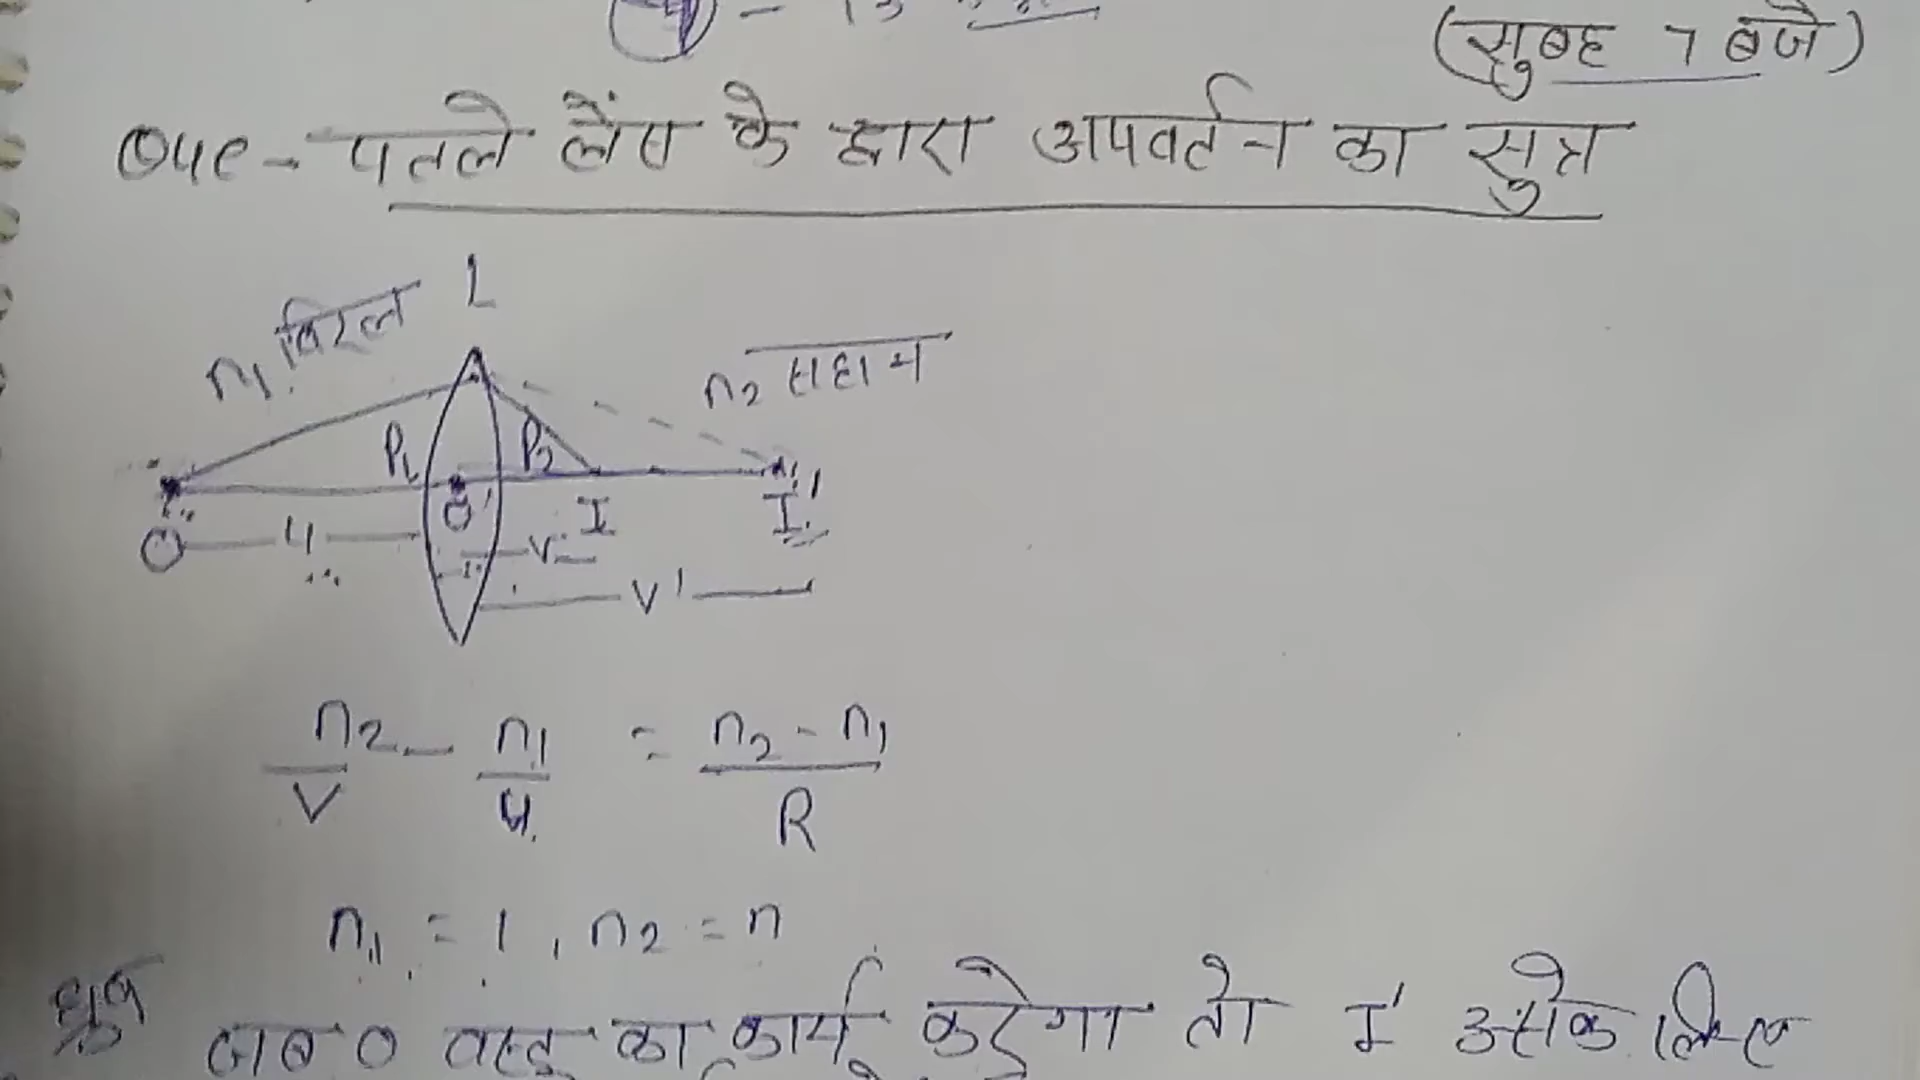 (सुबह 7 बजे)
Que - पतले लेंस के द्वारा अपवर्तन का सुत्र
L
n1 विरल
n2 सघन
P1 P2
O' I I'
O u v
v'
n2/v - n1/u = n2 - n1/R
n1 = 1, n2 = n
ध्रुव
जब O वस्तु का कार्य करेगा तो I' उसके लिए